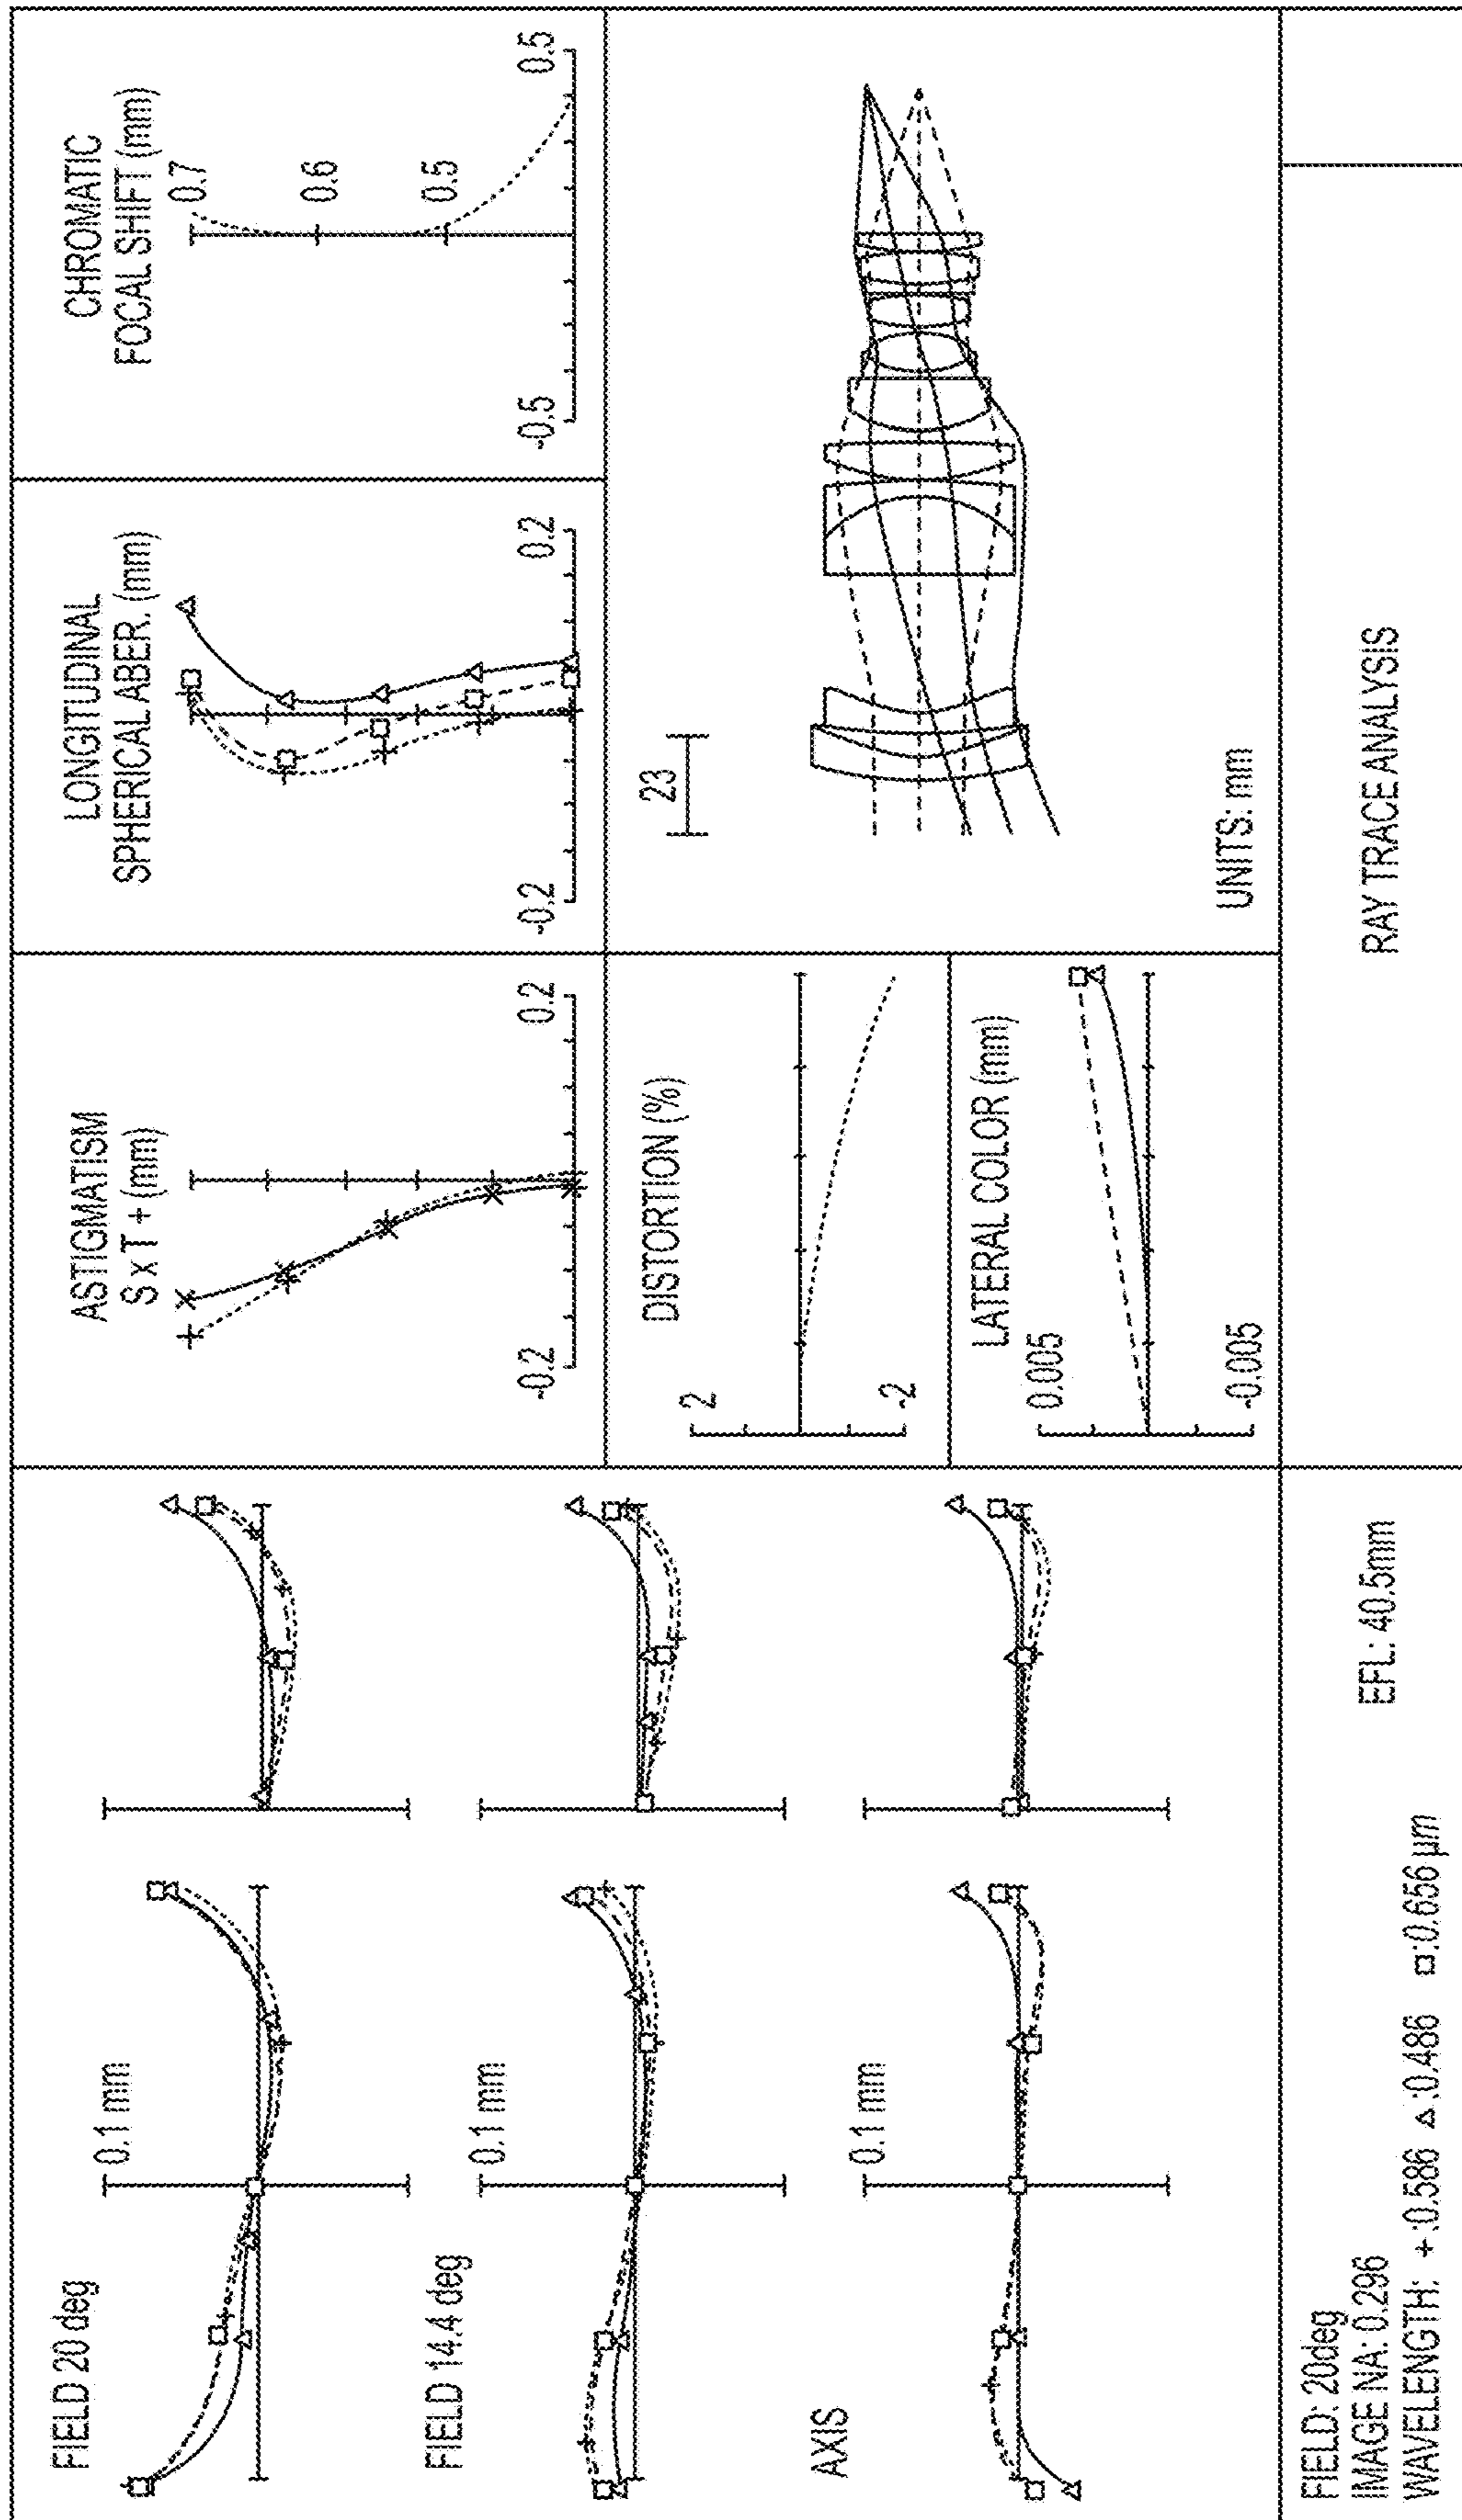 FIELD 20 deg
0.1 mm
FIELD 14.4 deg
0.1 mm
AXIS
0.1 mm
ASTIGMATISM
S x T + (mm)
-0.2
0.2
LONGITUDINAL
SPHERICAL ABER. (mm)
-0.2
0.2
CHROMATIC
FOCAL SHIFT (mm)
0.7
0.6
0.5
-0.5
0.5
DISTORTION (%)
2
-2
LATERAL COLOR (mm)
0.005
-0.005
23
UNITS: mm
FIELD: 20deg
IMAGE NA: 0.296
EFL: 40.5mm
WAVELENGTH: +:0.586 △:0.486 □:0.656 µm
RAY TRACE ANALYSIS